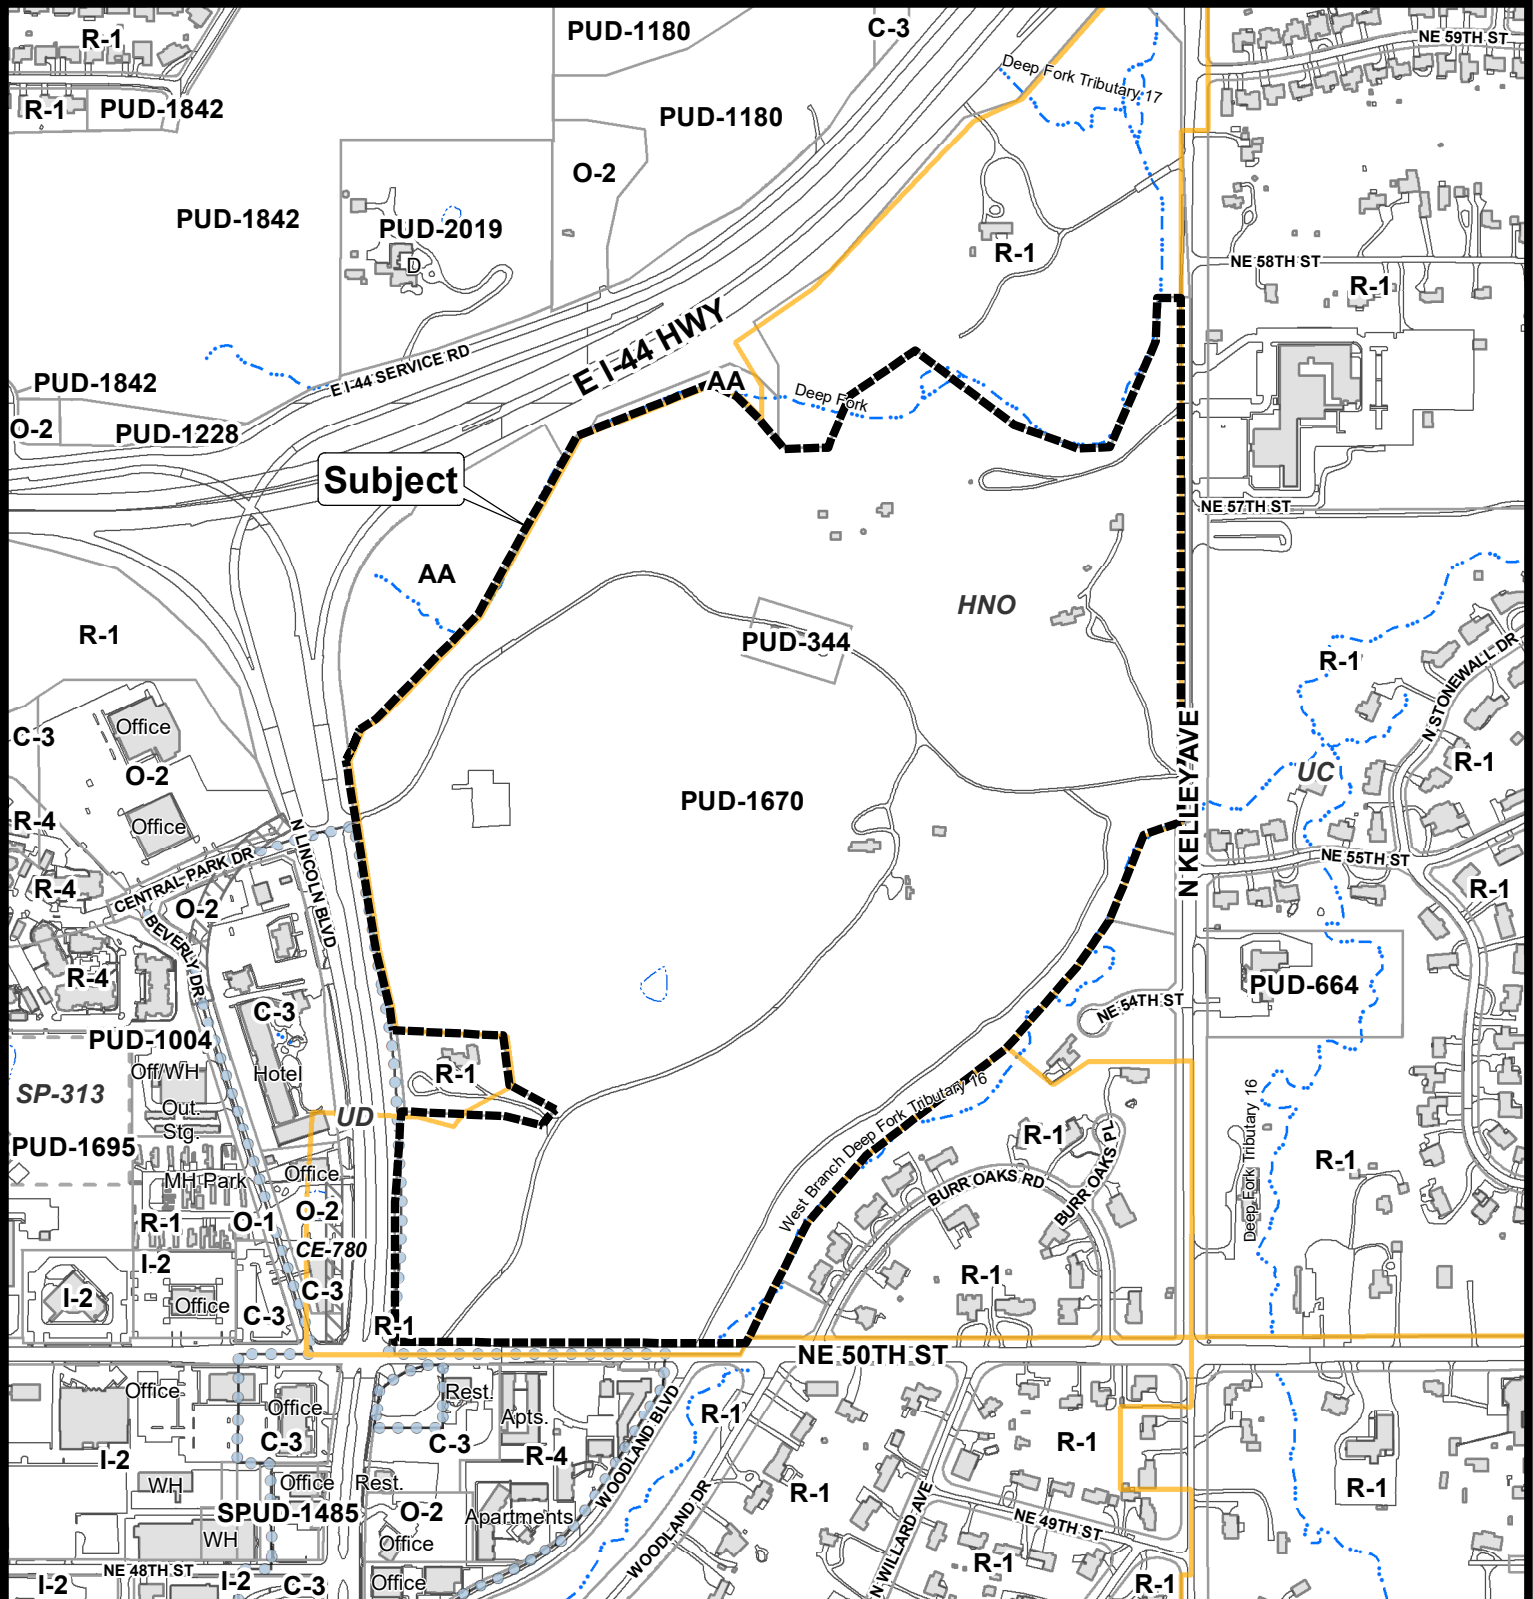 PUD-1180
C-3
R-1
NE 59TH ST
Deep Fork Tributary 17
R-1
PUD-1842
PUD-1180
O-2
PUD-1842
PUD-2019
D
R-1
NE 58TH ST
R-1
E I-44 HWY
E I-44 SERVICE RD
PUD-1842
AA
Deep Fork
O-2
PUD-1228
Subject
NE 57TH ST
AA
HNO
R-1
PUD-344
R-1
N STONEWALL DR
Office
C-3
N KELLEY AVE
O-2
UC
R-1
PUD-1670
R-4
Office
N LINCOLN BLVD
CENTRAL PARK DR
NE 55TH ST
R-4
R-1
O-2
BEVERLY DR
R-4
PUD-664
C-3
NE 54TH ST
PUD-1004
Off/WH
Hotel
R-1
SP-313
West Branch Deep Fork Tributary 16
Deep Fork Tributary 16
Out.
Stg.
UD
R-1
BURR OAKS PL
PUD-1695
MH Park
Office
R-1
BURR OAKS RD
R-1
O-1
O-2
CE-780
I-2
R-1
I-2
Office
C-3
C-3
R-1
NE 50TH ST
Office
Rest.
Office
Apts.
R-1
WOODLAND BLVD
C-3
C-3
R-1
I-2
R-4
WH
Office
Rest.
R-1
R-1
SPUD-1485
O-2
Apartments
WOODLAND DR
N WILLARD AVE
NE 49TH ST
WH
Office
NE 48TH ST
R-1
I-2
I-2
C-3
Office
R-1